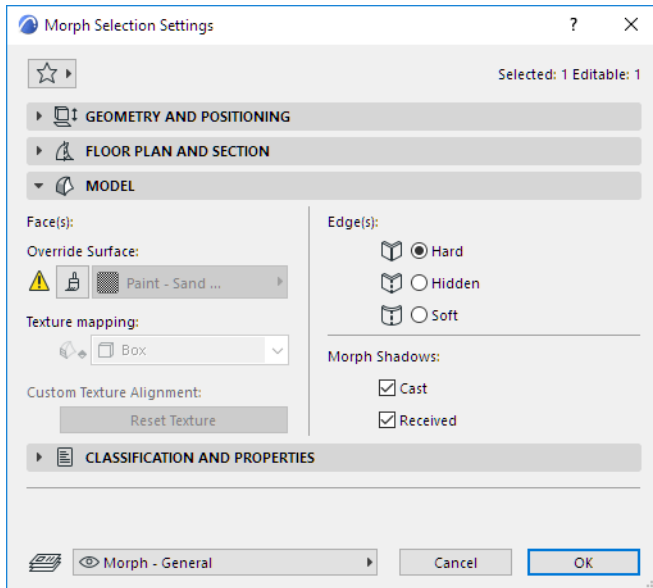 Morph Selection Settings
Selected: 1 Editable: 1
GEOMETRY AND POSITIONING
FLOOR PLAN AND SECTION
MODEL
Face(s):
Override Surface:
Paint - Sand ...
Texture mapping:
Box
Custom Texture Alignment:
Reset Texture
Edge(s):
Hard
Hidden
Soft
Morph Shadows:
Cast
Received
CLASSIFICATION AND PROPERTIES
Morph - General
Cancel
OK